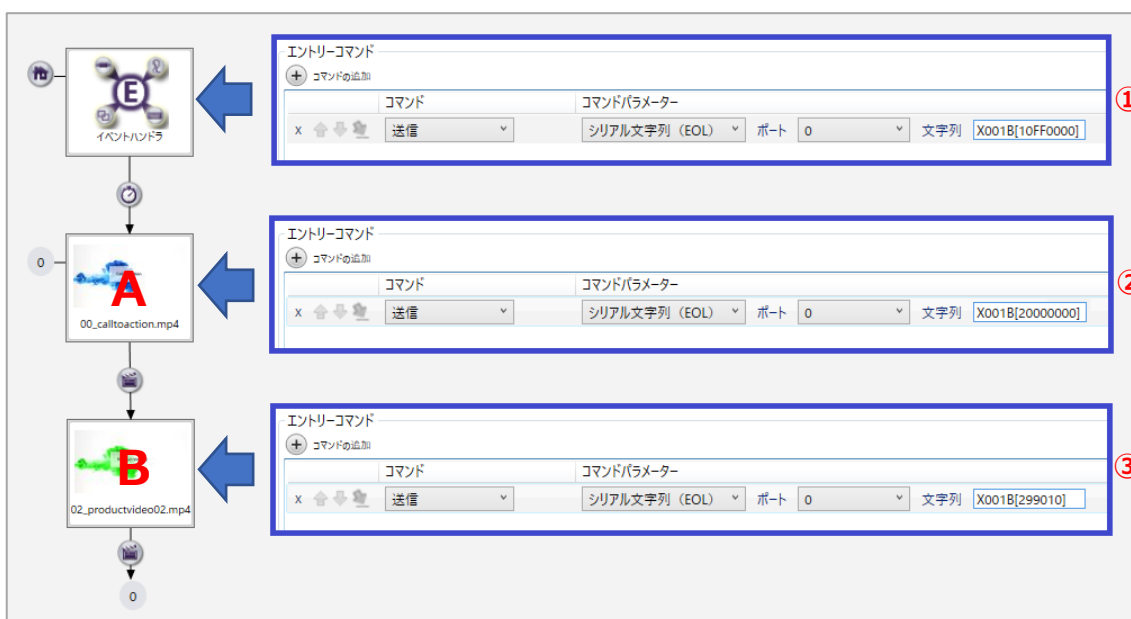 エントリーコマンド
+ コマンドの追加
コマンド コマンドパラメーター
x 送信 シリアル文字列（EOL） ポート 0 文字列 X001B[10FF0000]
①
E
イベントハンドラ
エントリーコマンド
+ コマンドの追加
コマンド コマンドパラメーター
x 送信 シリアル文字列（EOL） ポート 0 文字列 X001B[20000000]
②
0
A
00_calltoaction.mp4
エントリーコマンド
+ コマンドの追加
コマンド コマンドパラメーター
x 送信 シリアル文字列（EOL） ポート 0 文字列 X001B[299010]
③
B
02_productvideo02.mp4
0